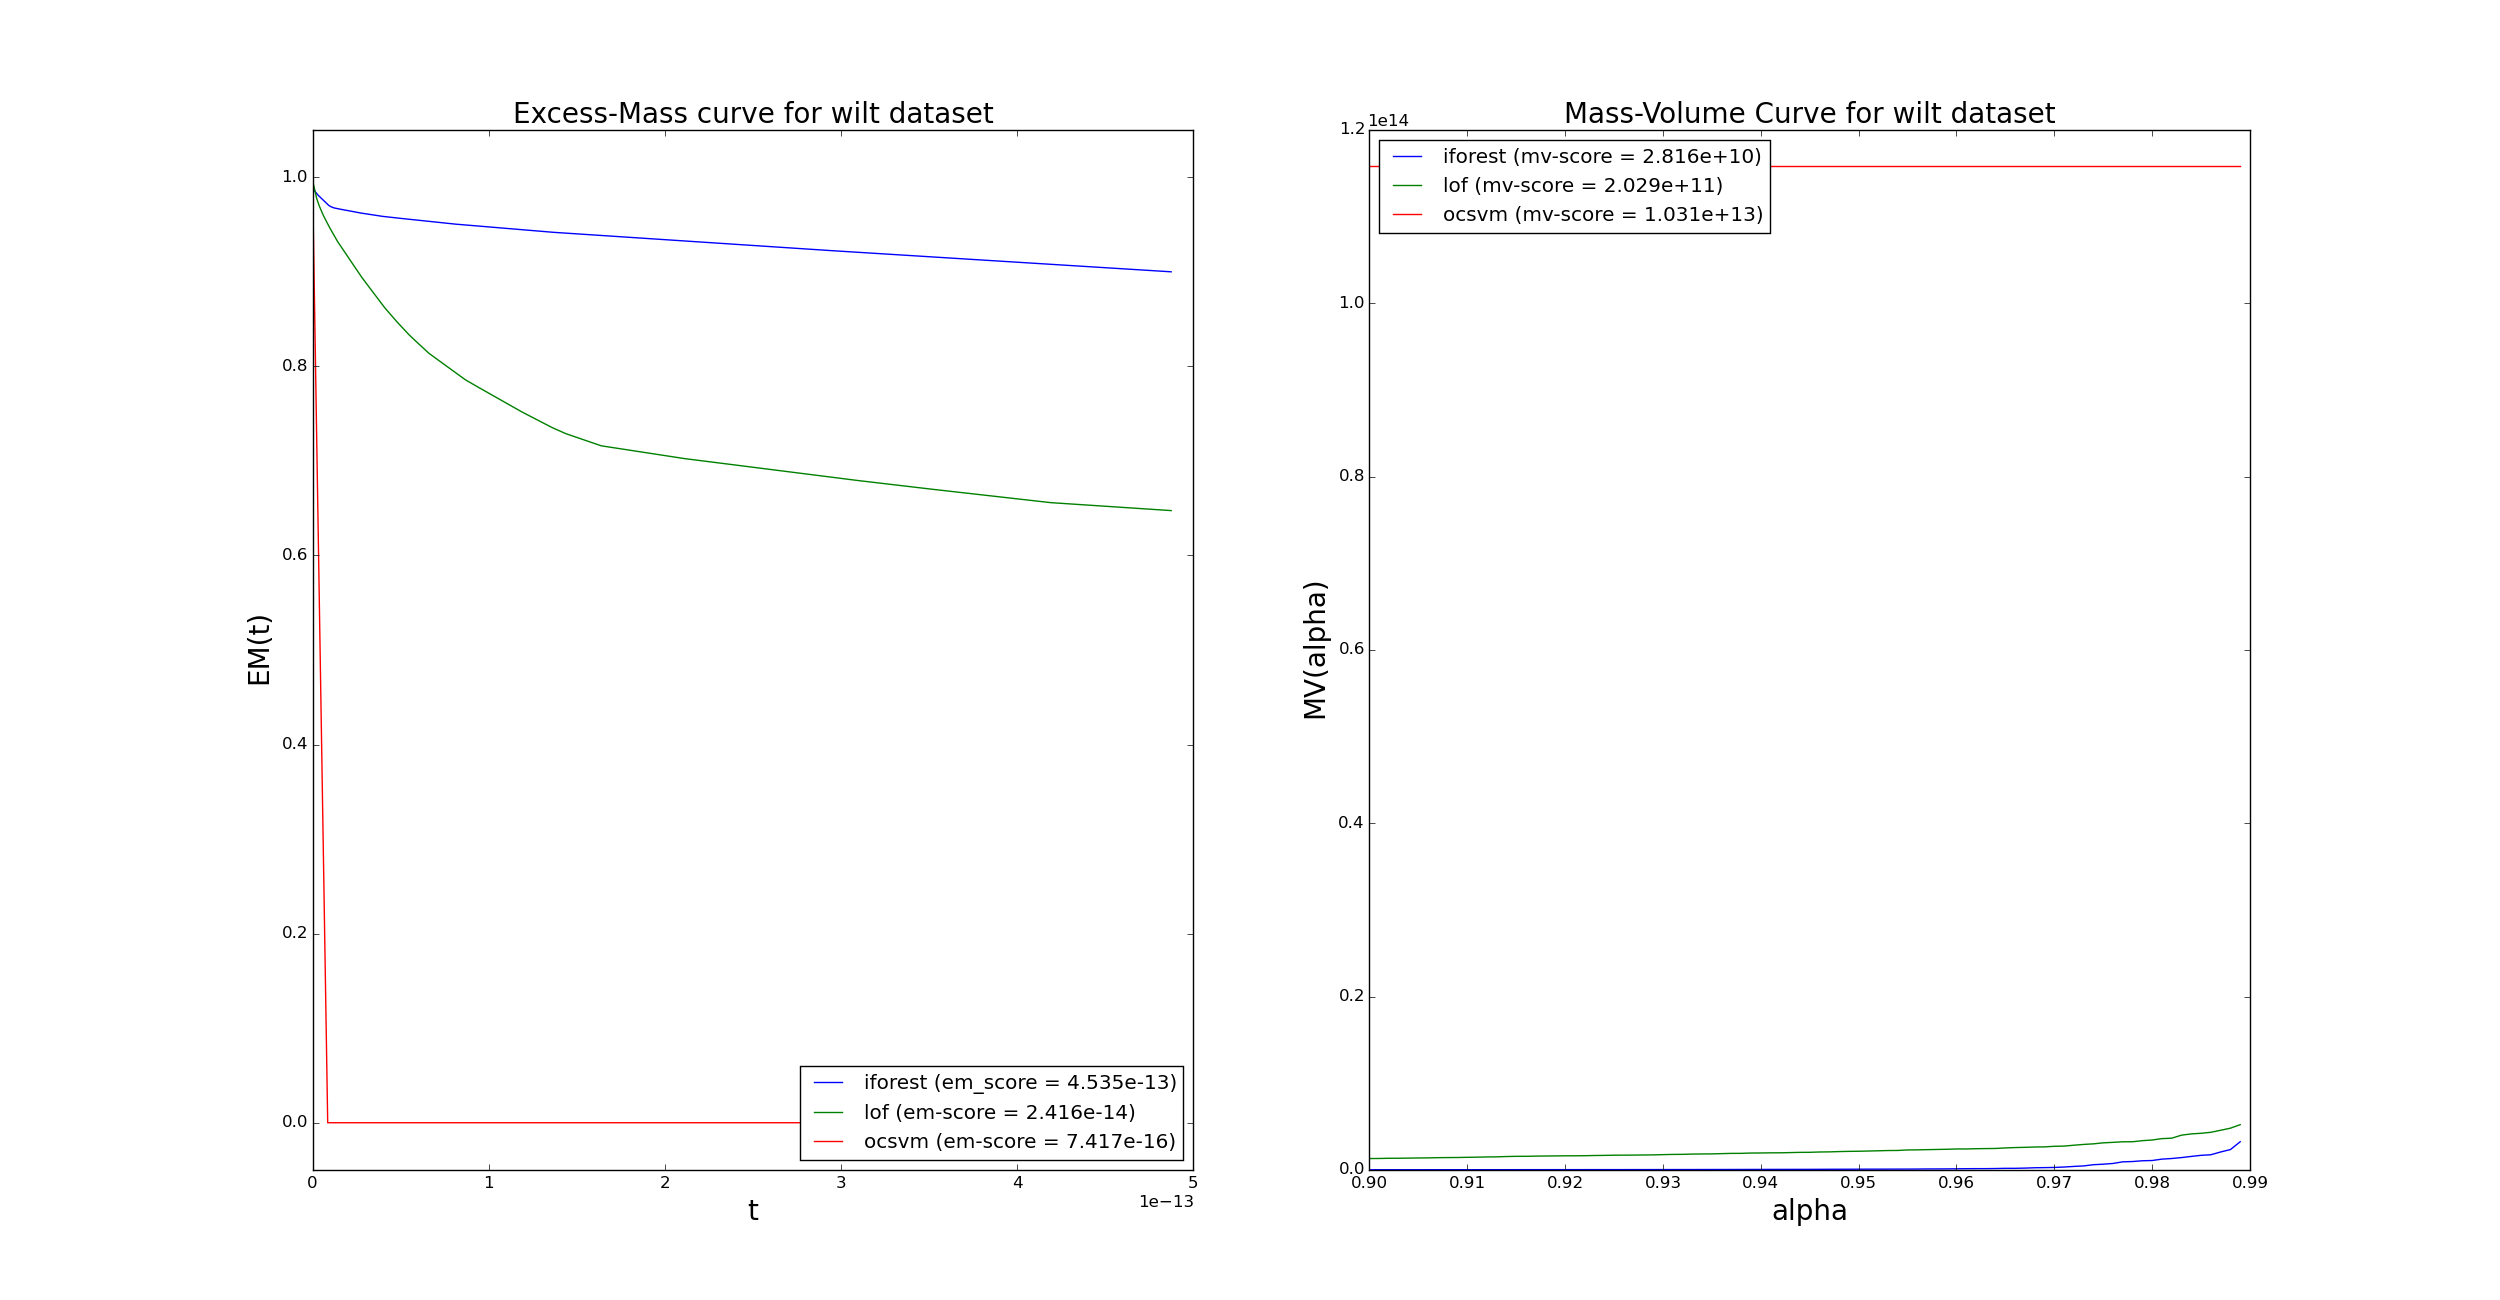 Excess-Mass curve for wilt dataset
1.0
0.8
0.6
0.4
0.2
0.0
EM(t)
iforest (em_score = 4.535e-13)
lof (em-score = 2.416e-14)
ocsvm (em-score = 7.417e-16)
0 1 2 3 4 5
1e−13
t
Mass-Volume Curve for wilt dataset
1e14
1.2
1.0
0.8
0.6
0.4
0.2
0.0
MV(alpha)
iforest (mv-score = 2.816e+10)
lof (mv-score = 2.029e+11)
ocsvm (mv-score = 1.031e+13)
0.90 0.91 0.92 0.93 0.94 0.95 0.96 0.97 0.98 0.99
alpha